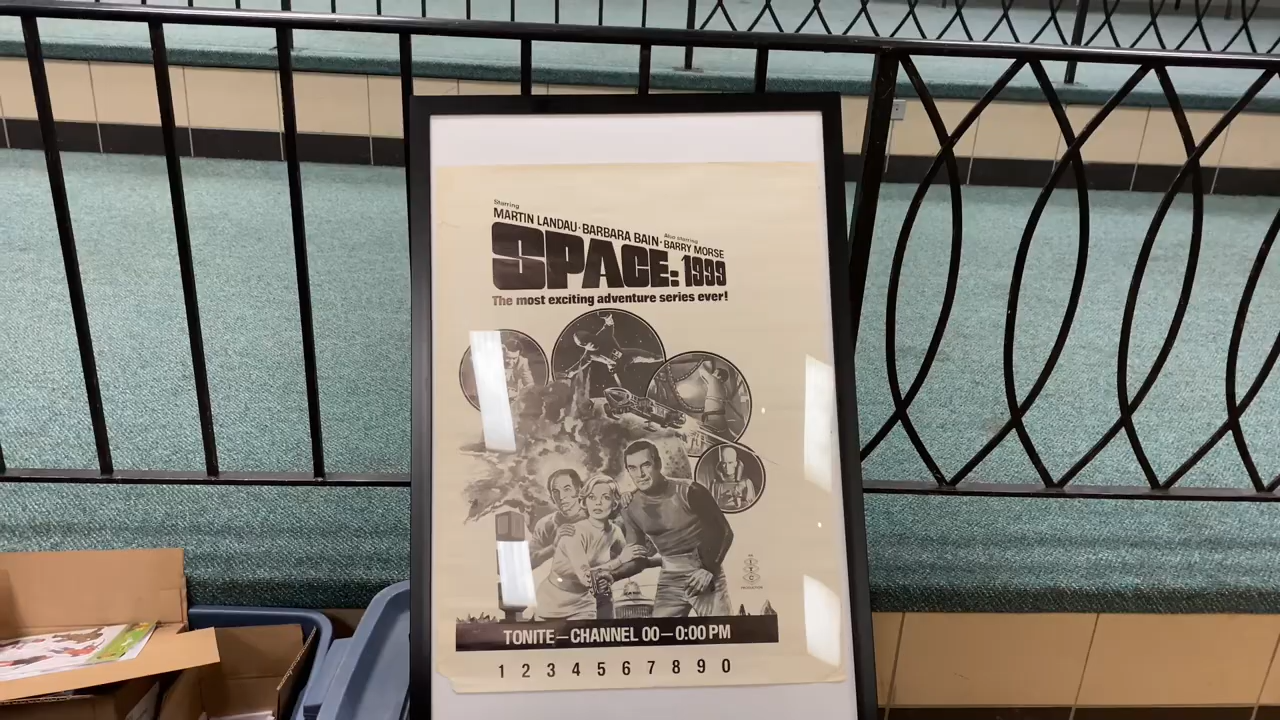 Starring
MARTIN LANDAU · BARBARA BAIN · Also starring BARRY MORSE
SPACE: 1999
The most exciting adventure series ever!
ITC
TONITE—CHANNEL 00—0:00 PM
1 2 3 4 5 6 7 8 9 0